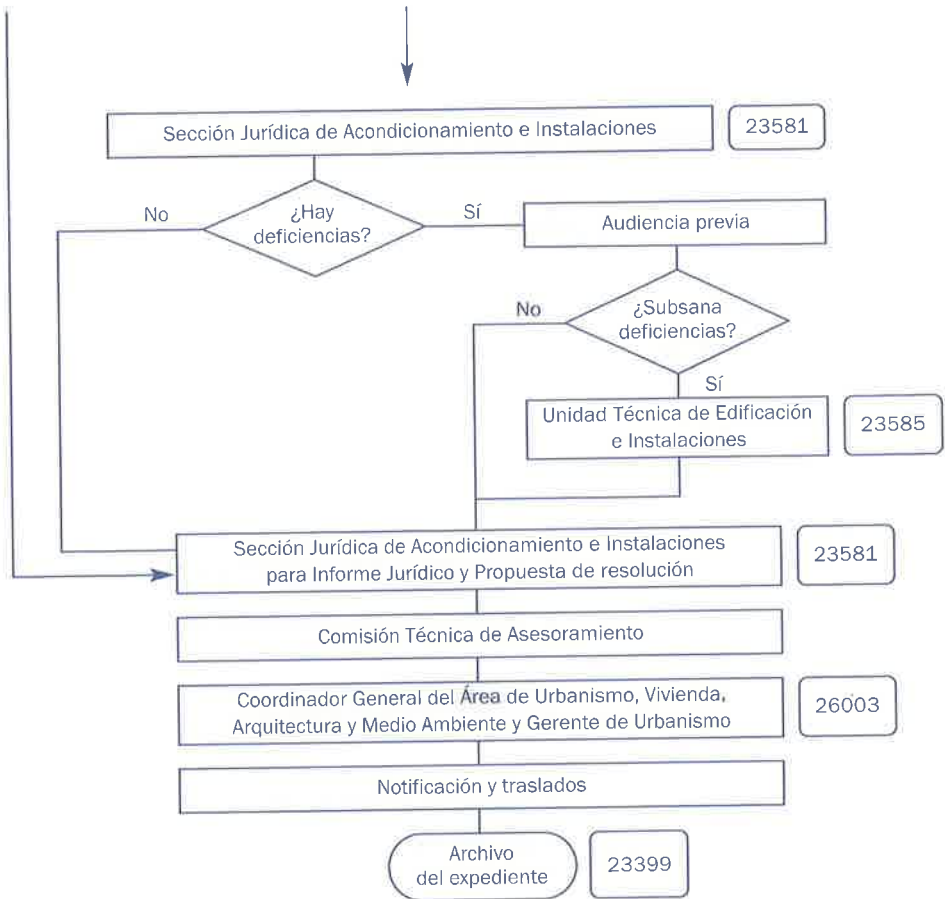 Sección Jurídica de Acondicionamiento e Instalaciones
23581
No
¿Hay
deficiencias?
Sí
Audiencia previa
No
¿Subsana
deficiencias?
Sí
Unidad Técnica de Edificación
e Instalaciones
23585
Sección Jurídica de Acondicionamiento e Instalaciones
para Informe Jurídico y Propuesta de resolución
23581
Comisión Técnica de Asesoramiento
Coordinador General del Área de Urbanismo, Vivienda,
Arquitectura y Medio Ambiente y Gerente de Urbanismo
26003
Notificación y traslados
Archivo
del expediente
23399